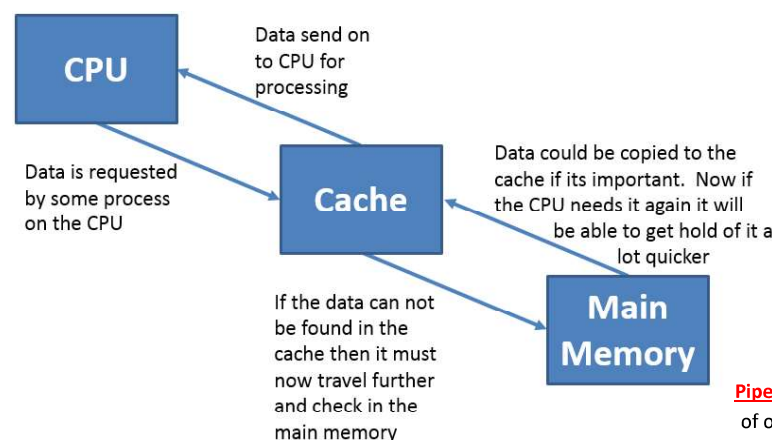 CPU
Data send on
to CPU for
processing
Data is requested
by some process
on the CPU
Cache
Data could be copied to the
cache if its important.  Now if
the CPU needs it again it will
be able to get hold of it a
lot quicker
If the data can not
be found in the
cache then it must
now travel further
and check in the
main memory
Main
Memory
Pipe
of o